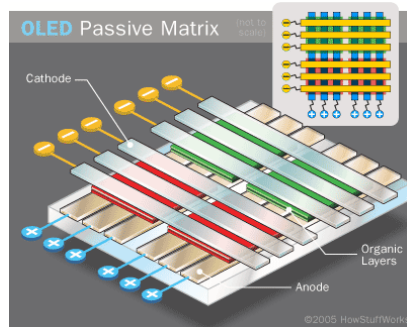 OLED Passive Matrix
(not to
scale)
Cathode
Organic
Layers
Anode
©2005 HowStuffWorks